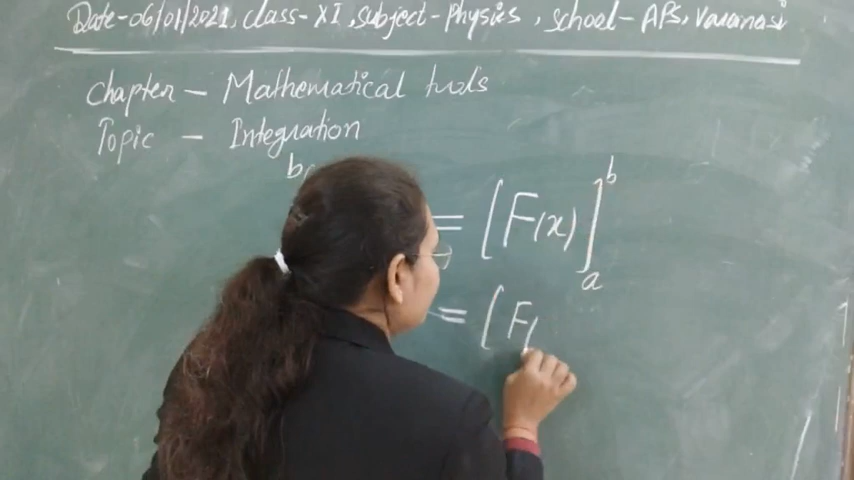 Date-06/01/2021, class-XI, Subject-Physics, School-APS, Varanasi
Chapter – Mathematical tools
Topic – Integration
b
= [F(x)]
b
a
= [F(